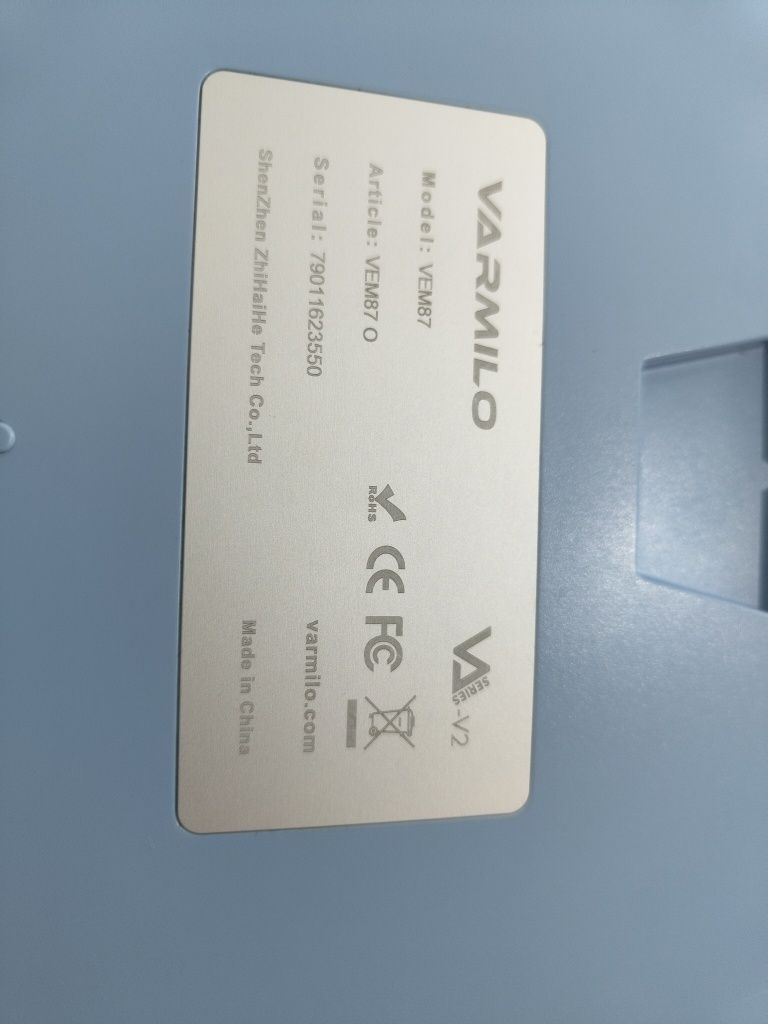 VARMILO
VA SERIES -V2
Model: VEM87
Article: VEM87 O
RoHS CE FC
Serial: 79011623550
varmilo.com
ShenZhen ZhiHaiHe Tech Co.,Ltd
Made in China